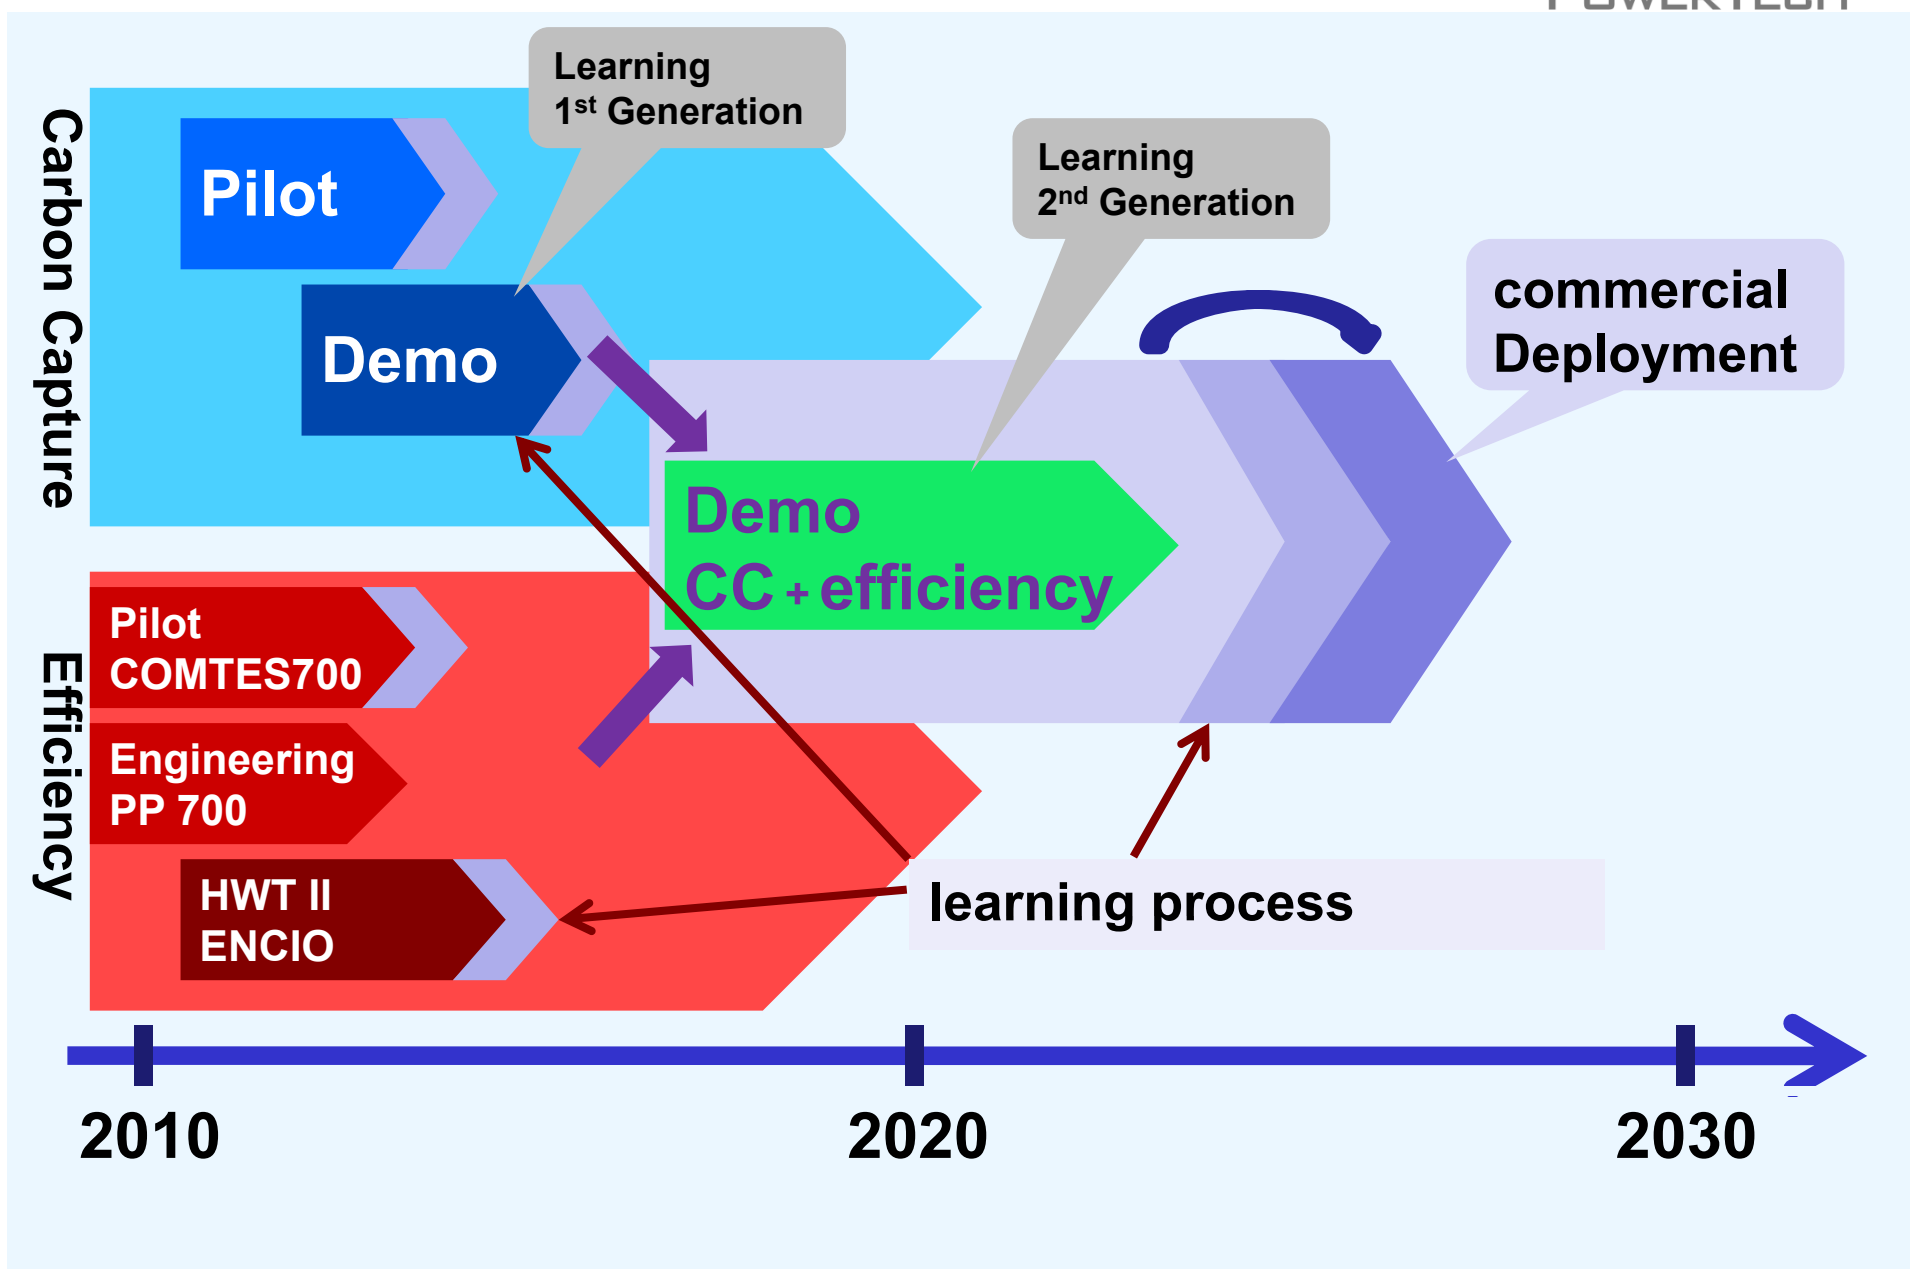 POWERTECH
Learning
1st Generation
Carbon Capture
Pilot
Learning
2nd Generation
Demo
commercial
Deployment
Demo
CC + efficiency
Efficiency
Pilot
COMTES700
Engineering
PP 700
HWT II
ENCIO
learning process
2010
2020
2030